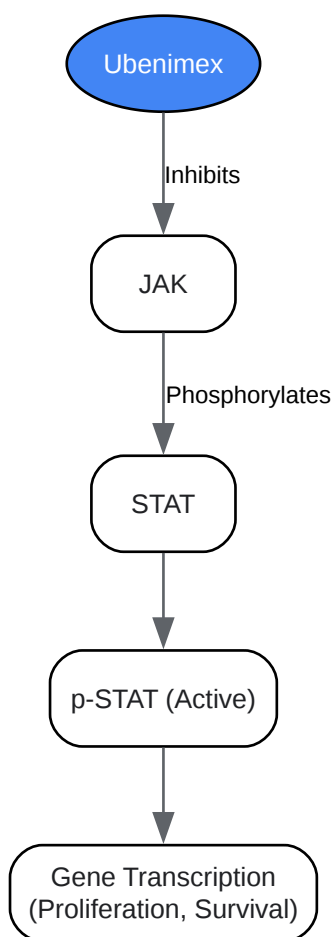 Ubenimex
Inhibits
JAK
Phosphorylates
STAT
p-STAT (Active)
Gene Transcription
(Proliferation, Survival)